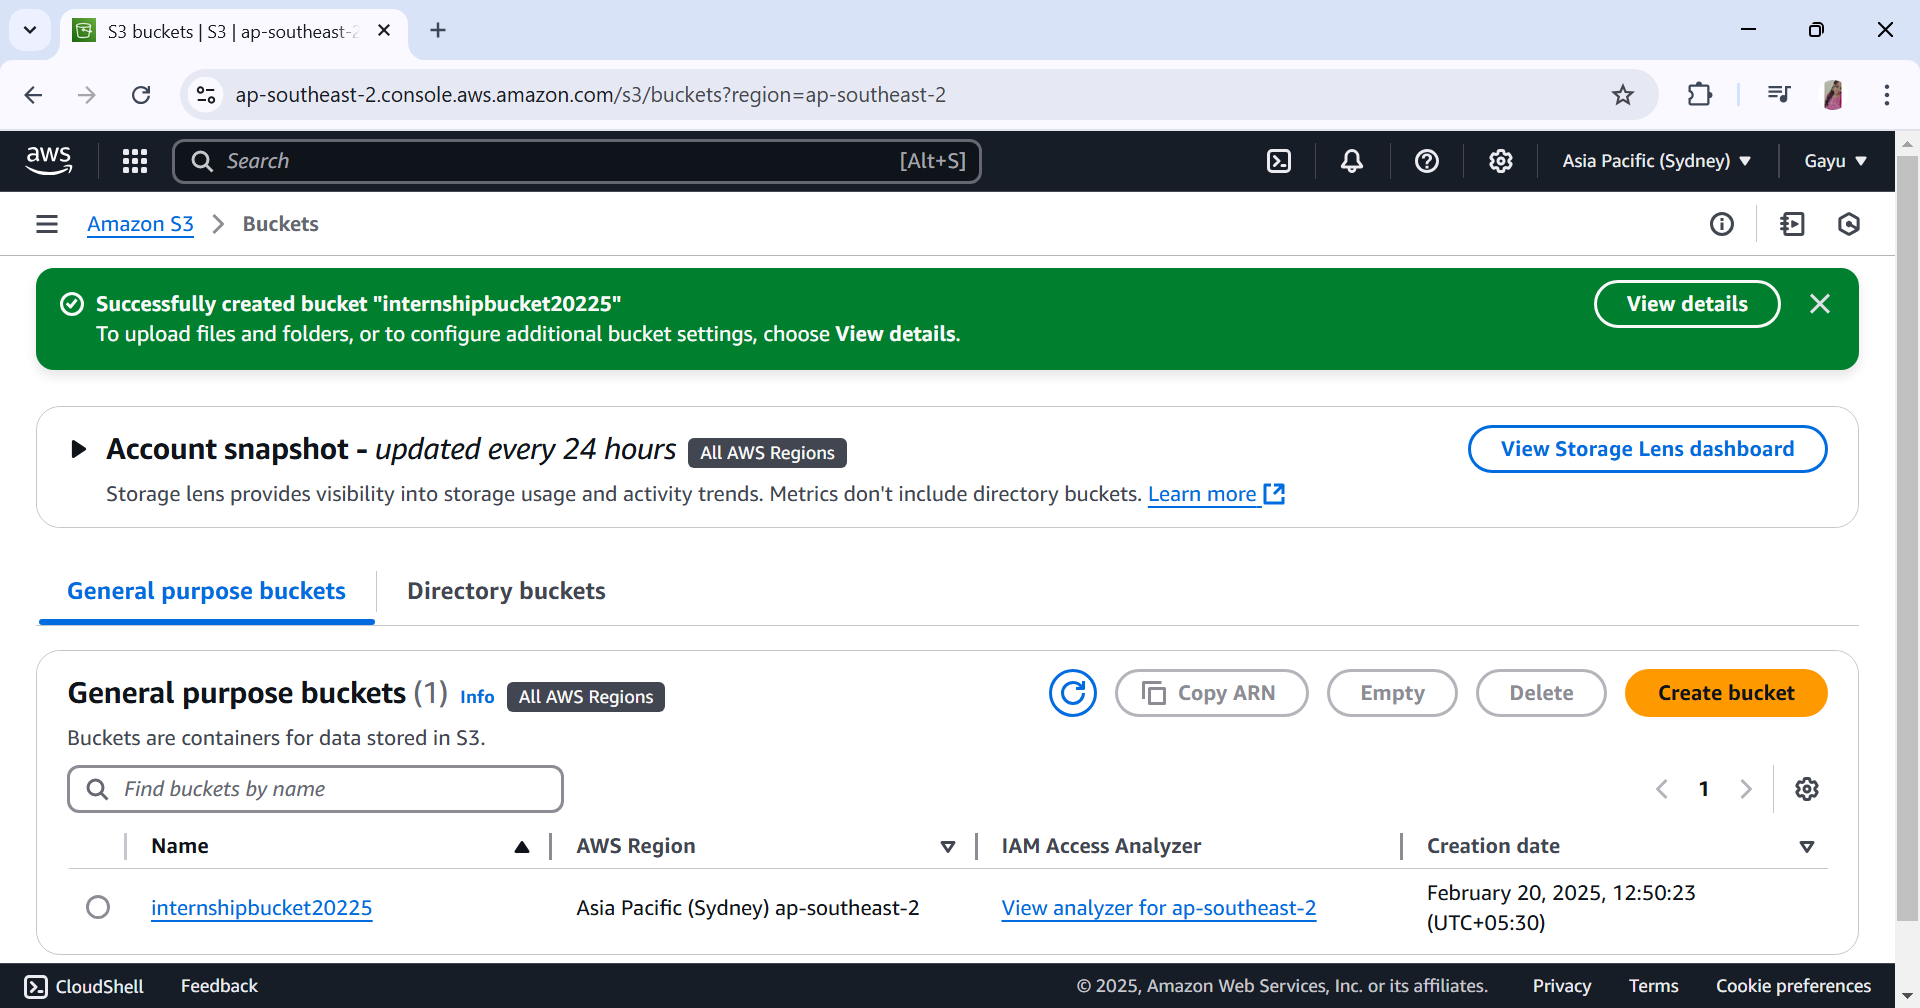 S3 buckets | S3 | ap-southeast-2
ap-southeast-2.console.aws.amazon.com/s3/buckets?region=ap-southeast-2
aws
Search
[Alt+S]
Asia Pacific (Sydney)
Gayu
Amazon S3
Buckets
Successfully created bucket "internshipbucket20225"
View details
To upload files and folders, or to configure additional bucket settings, choose View details.
Account snapshot - updated every 24 hours
All AWS Regions
View Storage Lens dashboard
Storage lens provides visibility into storage usage and activity trends. Metrics don't include directory buckets. Learn more
General purpose buckets
Directory buckets
General purpose buckets (1)
Info
All AWS Regions
Copy ARN
Empty
Delete
Create bucket
Buckets are containers for data stored in S3.
Find buckets by name
1
Name
AWS Region
IAM Access Analyzer
Creation date
internshipbucket20225
Asia Pacific (Sydney) ap-southeast-2
View analyzer for ap-southeast-2
February 20, 2025, 12:50:23
(UTC+05:30)
CloudShell
Feedback
© 2025, Amazon Web Services, Inc. or its affiliates.
Privacy
Terms
Cookie preferences